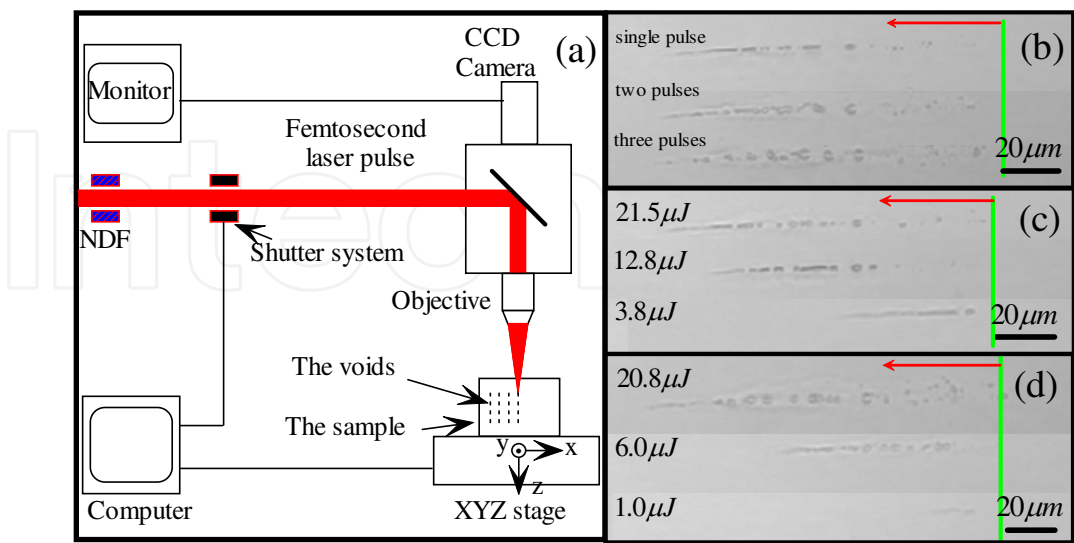 CCD
Camera
(a)
Monitor
Femtosecond
laser pulse
NDF
Shutter system
Objective
The voids
The sample
y
x
z
Computer
XYZ stage
(b)
single pulse
two pulses
three pulses
20μm
(c)
21.5μJ
12.8μJ
3.8μJ
20μm
(d)
20.8μJ
6.0μJ
1.0μJ
20μm